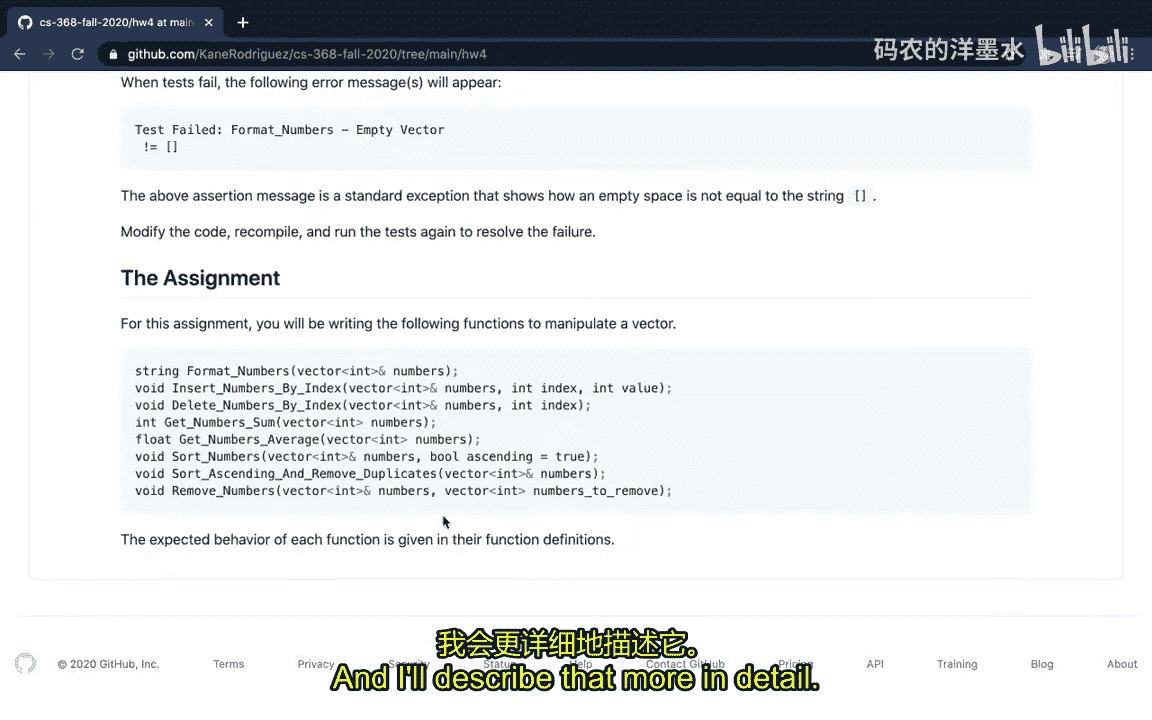 cs-368-fall-2020/hw4 at main
github.com/KaneRodriguez/cs-368-fall-2020/tree/main/hw4
码农的洋墨水
bilibili
When tests fail, the following error message(s) will appear:
Test Failed: Format_Numbers - Empty Vector
!= []
The above assertion message is a standard exception that shows how an empty space is not equal to the string [] .
Modify the code, recompile, and run the tests again to resolve the failure.
The Assignment
For this assignment, you will be writing the following functions to manipulate a vector.
string Format_Numbers(vector<int>& numbers);
void Insert_Numbers_By_Index(vector<int>& numbers, int index, int value);
void Delete_Numbers_By_Index(vector<int>& numbers, int index);
int Get_Numbers_Sum(vector<int> numbers);
float Get_Numbers_Average(vector<int> numbers);
void Sort_Numbers(vector<int>& numbers, bool ascending = true);
void Sort_Ascending_And_Remove_Duplicates(vector<int>& numbers);
void Remove_Numbers(vector<int>& numbers, vector<int> numbers_to_remove);
The expected behavior of each function is given in their function definitions.
我会更详细地描述它。
© 2020 GitHub, Inc. Terms Privacy Security Status Help Contact GitHub Pricing API Training Blog About
And I'll describe that more in detail.